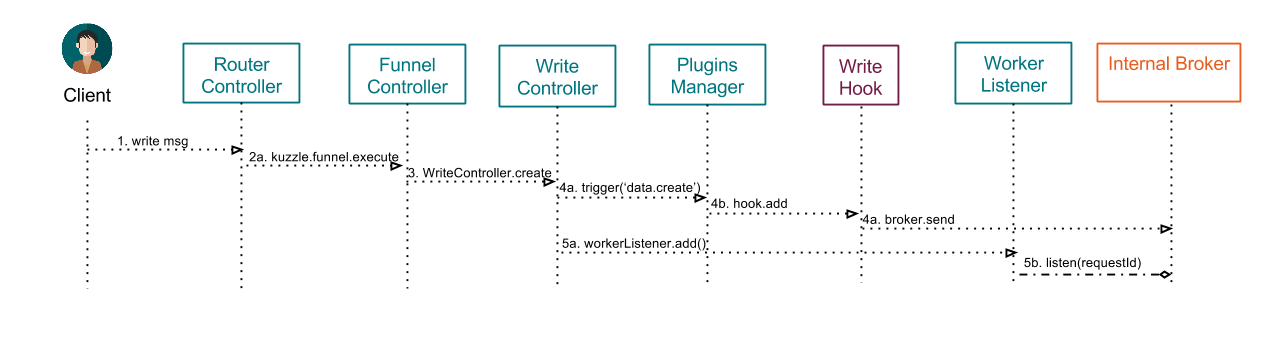 Client
Router
Controller
Funnel
Controller
Write
Controller
Plugins
Manager
Write
Hook
Worker
Listener
Internal Broker
1. write msg
2a. kuzzle.funnel.execute
3. WriteController.create
4a. trigger(‘data.create’)
4b. hook.add
4a. broker.send
5a. workerListener.add()
5b. listen(requestId)